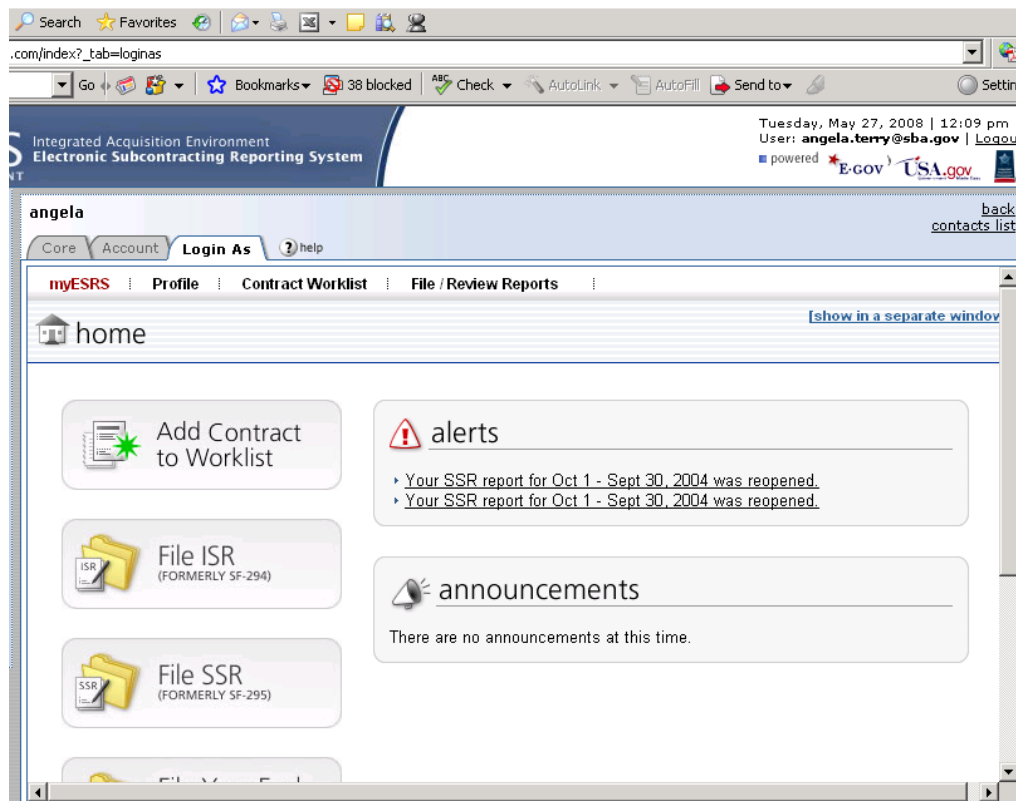 Search Favorites
.com/index?_tab=loginas
Go Bookmarks 38 blocked ABC Check AutoLink AutoFill Send to Settin
Integrated Acquisition Environment
Electronic Subcontracting Reporting System
Tuesday, May 27, 2008 | 12:09 pm
User: angela.terry@sba.gov | Logou
powered E-GOV USA.gov
S
NT
angela
back
contacts list
Core Account Login As ? help
myESRS Profile Contract Worklist File / Review Reports
[show in a separate window
home
Add Contract
to Worklist
alerts
Your SSR report for Oct 1 - Sept 30, 2004 was reopened.
Your SSR report for Oct 1 - Sept 30, 2004 was reopened.
ISR
File ISR
(FORMERLY SF-294)
announcements
There are no announcements at this time.
SSR
File SSR
(FORMERLY SF-295)